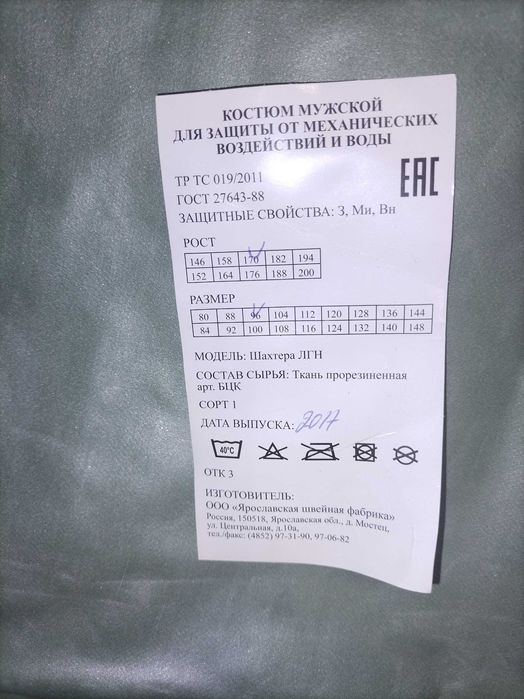 КОСТЮМ МУЖСКОЙ
ДЛЯ ЗАЩИТЫ ОТ МЕХАНИЧЕСКИХ
ВОЗДЕЙСТВИЙ И ВОДЫ
ТР ТС 019/2011
ЕАС
ГОСТ 27643-88
ЗАЩИТНЫЕ СВОЙСТВА: З, Ми, Вн
РОСТ
146 158 170 182 194
152 164 176 188 200
РАЗМЕР
80 88 96 104 112 120 128 136 144
84 92 100 108 116 124 132 140 148
МОДЕЛЬ: Шахтера ЛГН
СОСТАВ СЫРЬЯ: Ткань прорезиненная
арт. БЦК
СОРТ 1
ДАТА ВЫПУСКА: 2017
40°C
ОТК 3
ИЗГОТОВИТЕЛЬ:
ООО «Ярославская швейная фабрика»
Россия, 150518, Ярославская обл., д. Мостец,
ул. Центральная, д.10а,
тел./факс: (4852) 97-31-90, 97-06-82